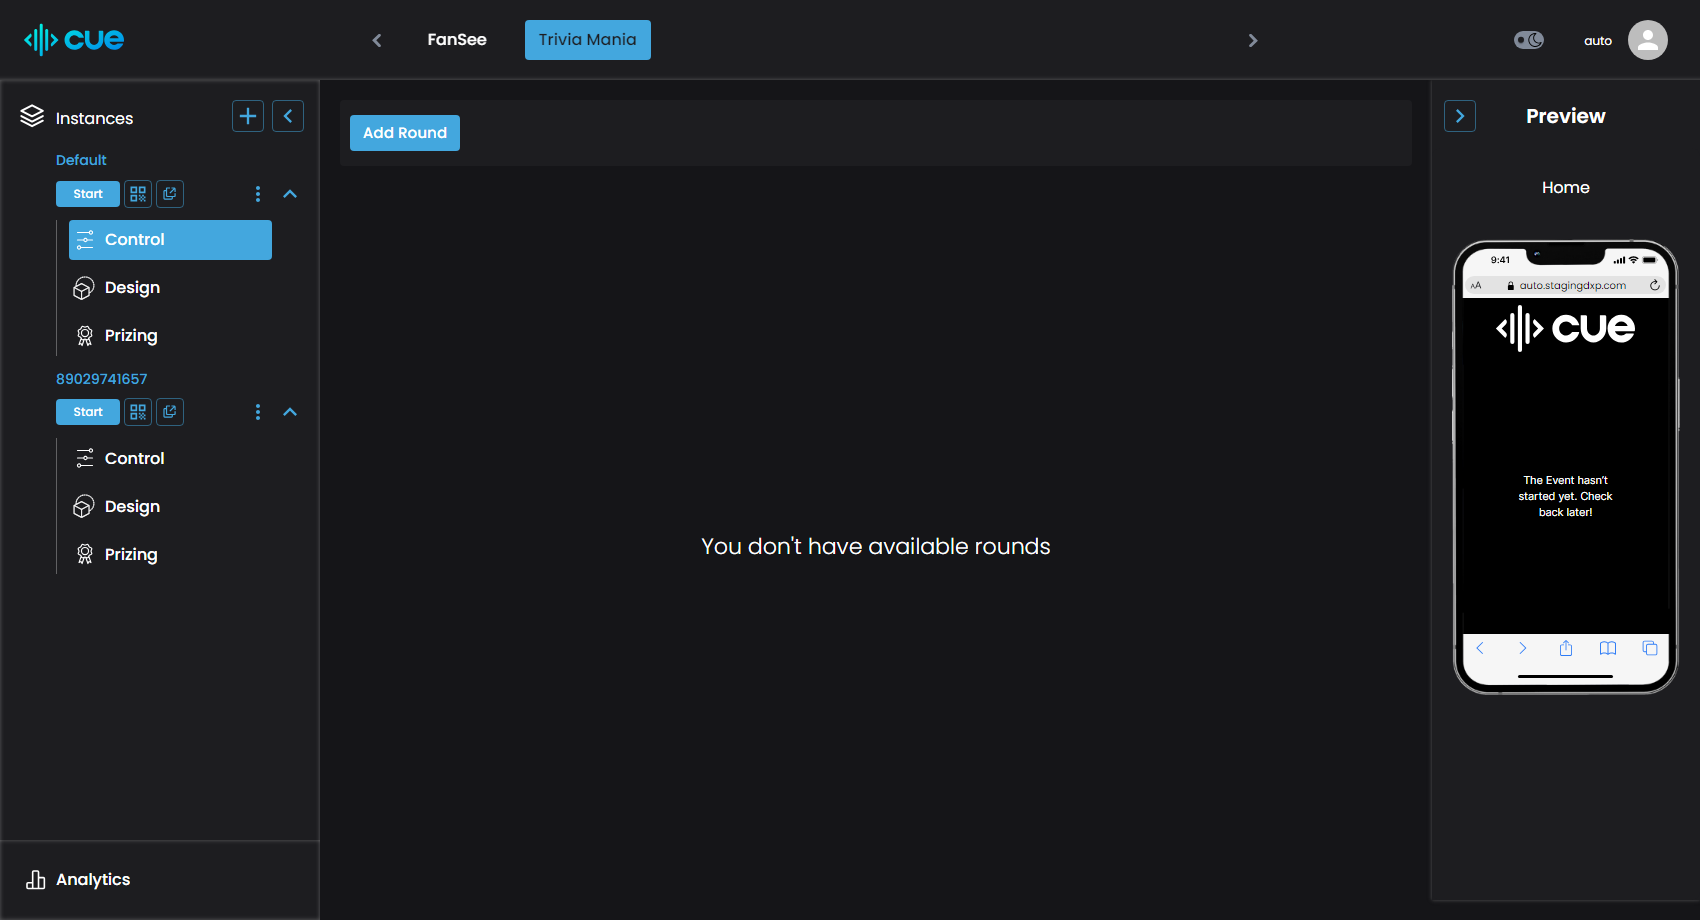 cue
FanSee
Trivia Mania
auto
Instances
Default
Start
Control
Design
Prizing
89029741657
Start
Control
Design
Prizing
Analytics
Add Round
You don't have available rounds
Preview
Home
9:41
AA
auto.stagingdxp.com
cue
The Event hasn't
started yet. Check
back later!